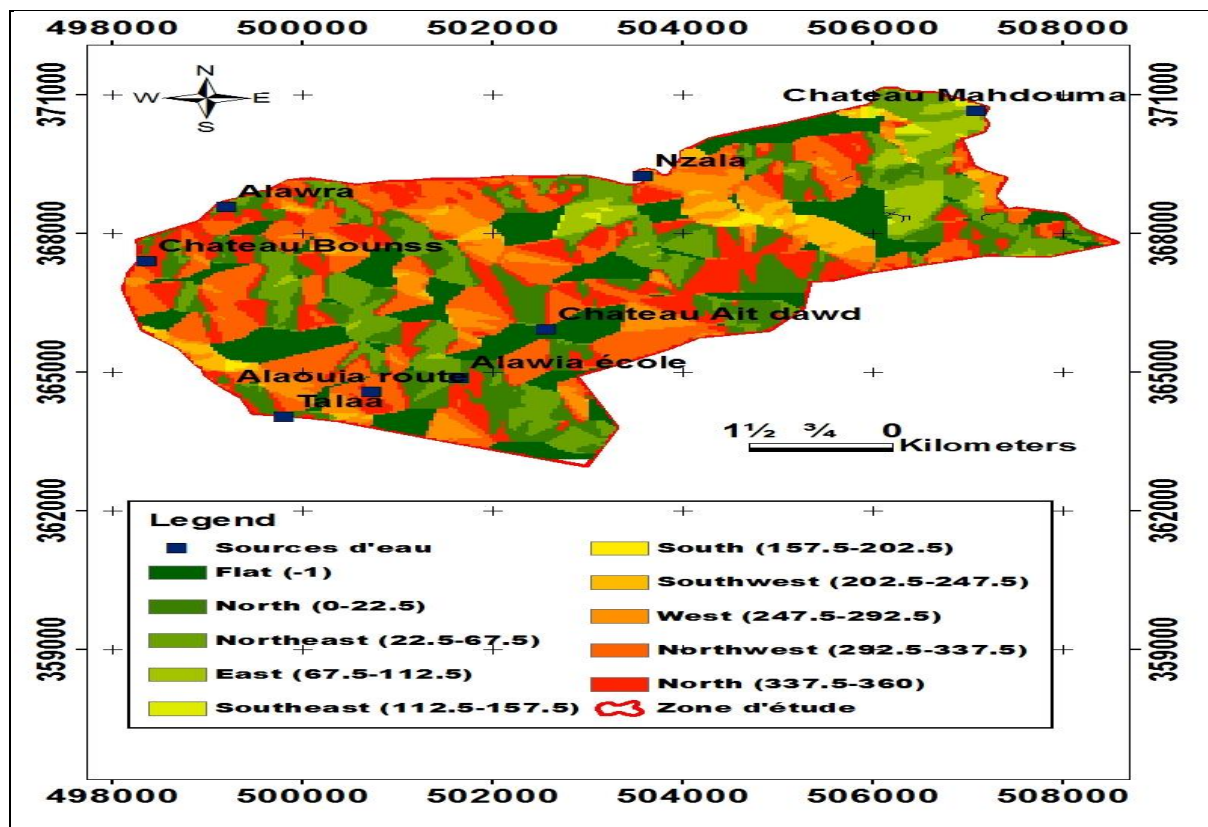 498000 500000 502000 504000 506000 508000
371000 371000
N
W E
S
Chateau Mahdouma
Nzala
Alawra
368000 368000
Chateau Bounss
Chateau Ait dawd
Alawia école
365000 365000
Alaouia route
Talaa
1½ ¾ 0
Kilometers
362000 362000
Legend
Sources d'eau
Flat (-1)
North (0-22.5)
Northeast (22.5-67.5)
East (67.5-112.5)
Southeast (112.5-157.5)
South (157.5-202.5)
Southwest (202.5-247.5)
West (247.5-292.5)
Northwest (292.5-337.5)
North (337.5-360)
Zone d'étude
359000 359000
498000 500000 502000 504000 506000 508000